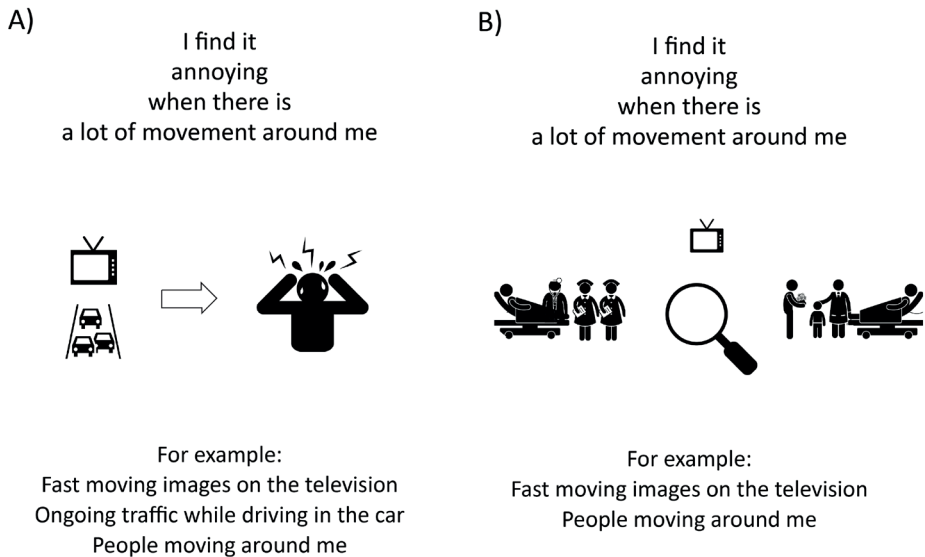 A)
I find it
annoying
when there is
a lot of movement around me
For example:
Fast moving images on the television
Ongoing traffic while driving in the car
People moving around me
B)
I find it
annoying
when there is
a lot of movement around me
For example:
Fast moving images on the television
People moving around me